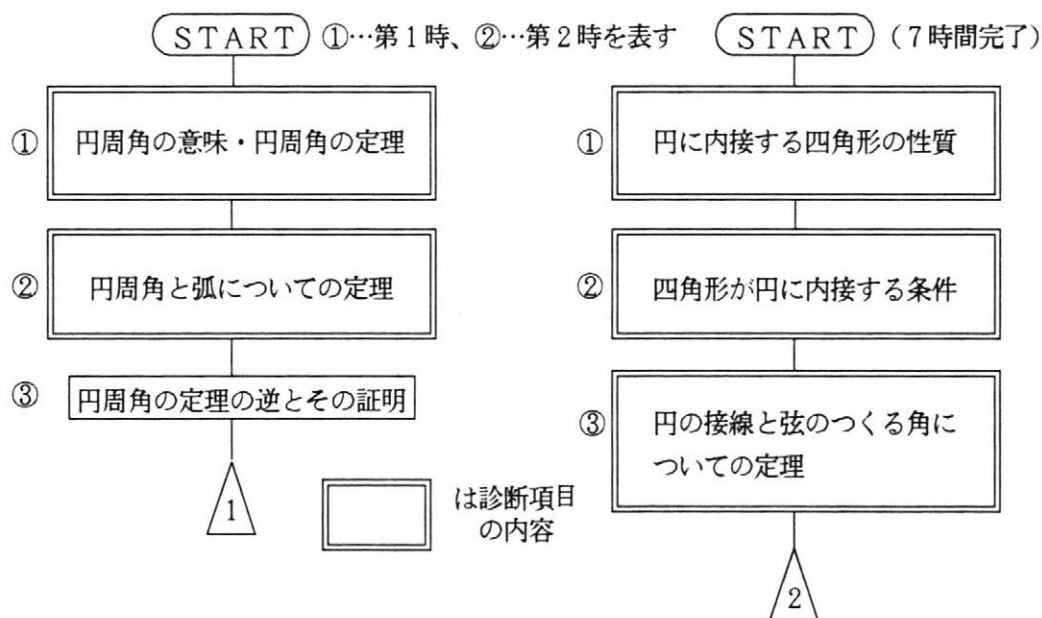 START ①…第1時、②…第2時を表す
① 円周角の意味・円周角の定理
② 円周角と弧についての定理
③ 円周角の定理の逆とその証明
1
は診断項目
の内容
START (7時間完了)
① 円に内接する四角形の性質
② 四角形が円に内接する条件
③ 円の接線と弦のつくる角に
ついての定理
2